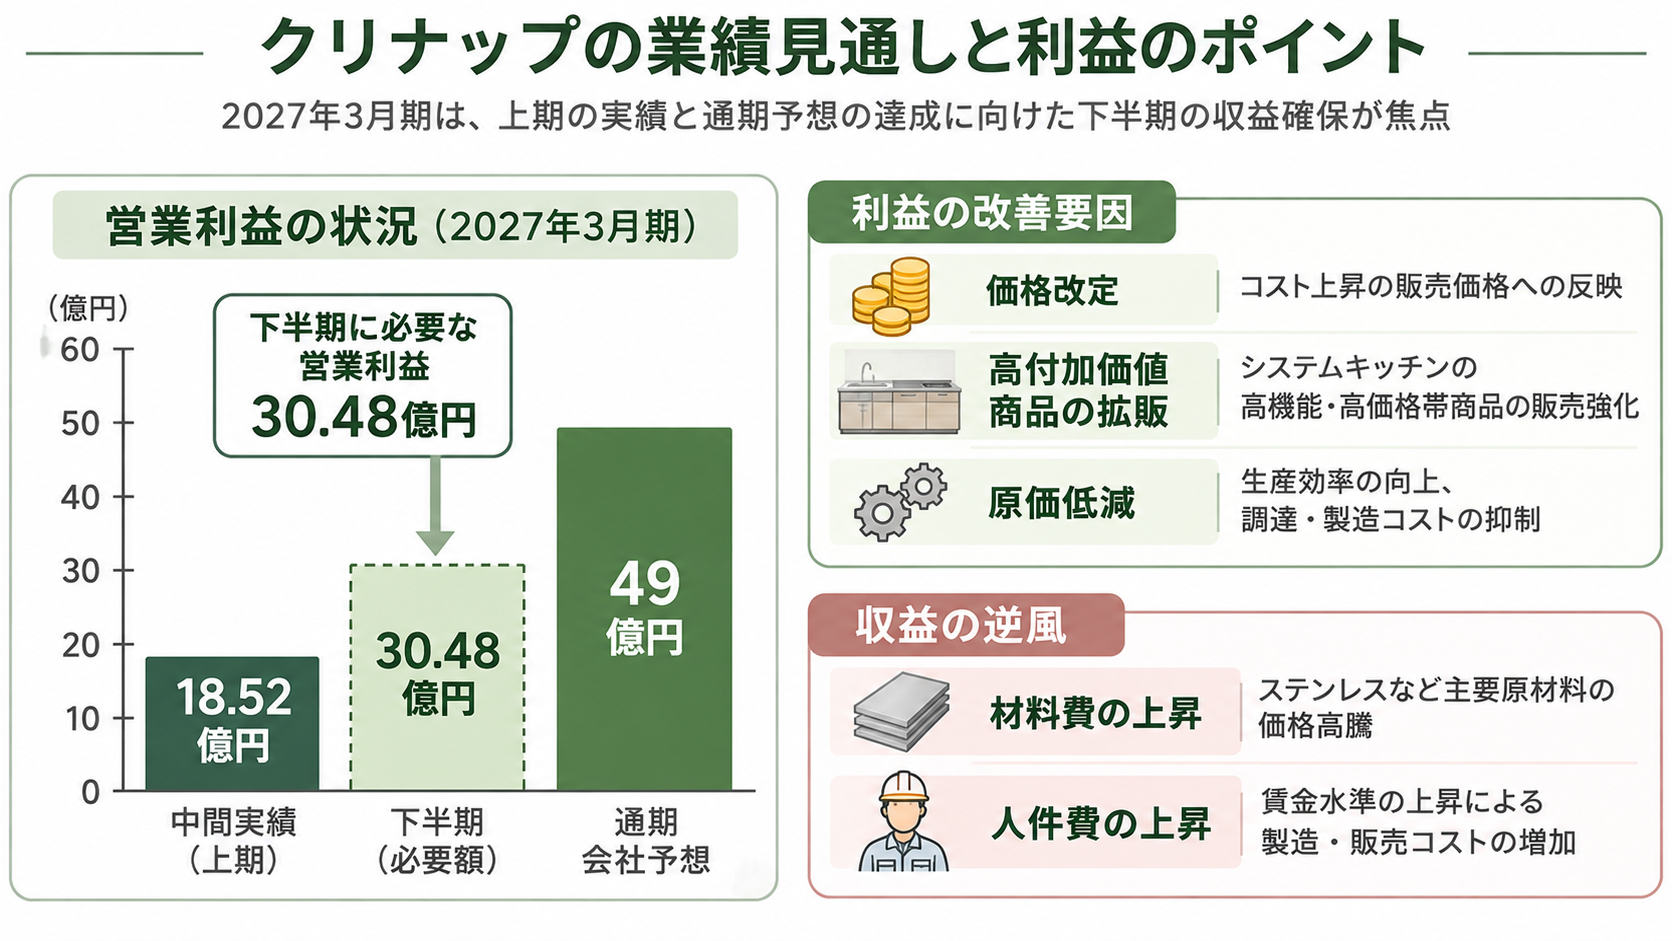 クリナップの業績見通しと利益のポイント
2027年3月期は、上期の実績と通期予想の達成に向けた下半期の収益確保が焦点
営業利益の状況（2027年3月期）
（億円）
60
50
40
30
20
10
0
下半期に必要な
営業利益
30.48億円
18.52
億円
30.48
億円
49
億円
中間実績
（上期）
下半期
（必要額）
通期
会社予想
利益の改善要因
価格改定
コスト上昇の販売価格への反映
高付加価値
商品の拡販
システムキッチンの
高機能・高価格帯商品の販売強化
原価低減
生産効率の向上、
調達・製造コストの抑制
収益の逆風
材料費の上昇
ステンレスなど主要原材料の
価格高騰
人件費の上昇
賃金水準の上昇による
製造・販売コストの増加